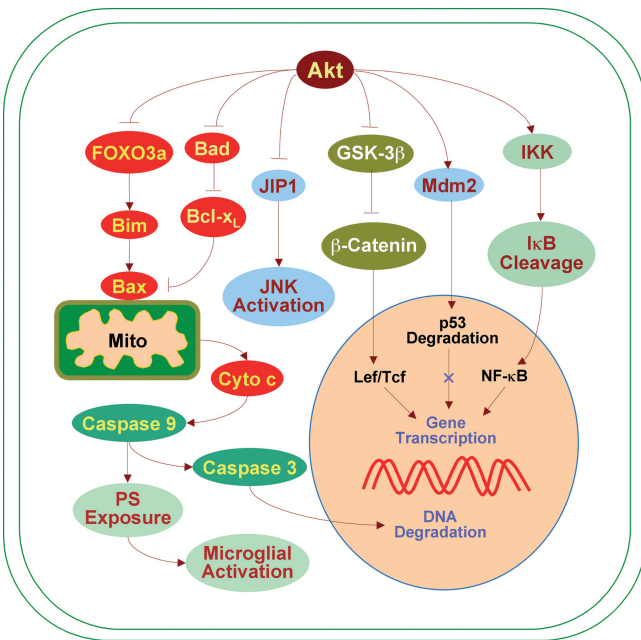 Akt
FOXO3a
Bad
GSK-3β
IKK
JIP1
Mdm2
Bim
Bcl-xL
β-Catenin
IκB
Cleavage
Bax
JNK
Activation
Mito
p53
Degradation
Cyto c
Lef/Tcf
×
NF-κB
Caspase 9
Gene
Transcription
Caspase 3
PS
Exposure
DNA
Degradation
Microglial
Activation